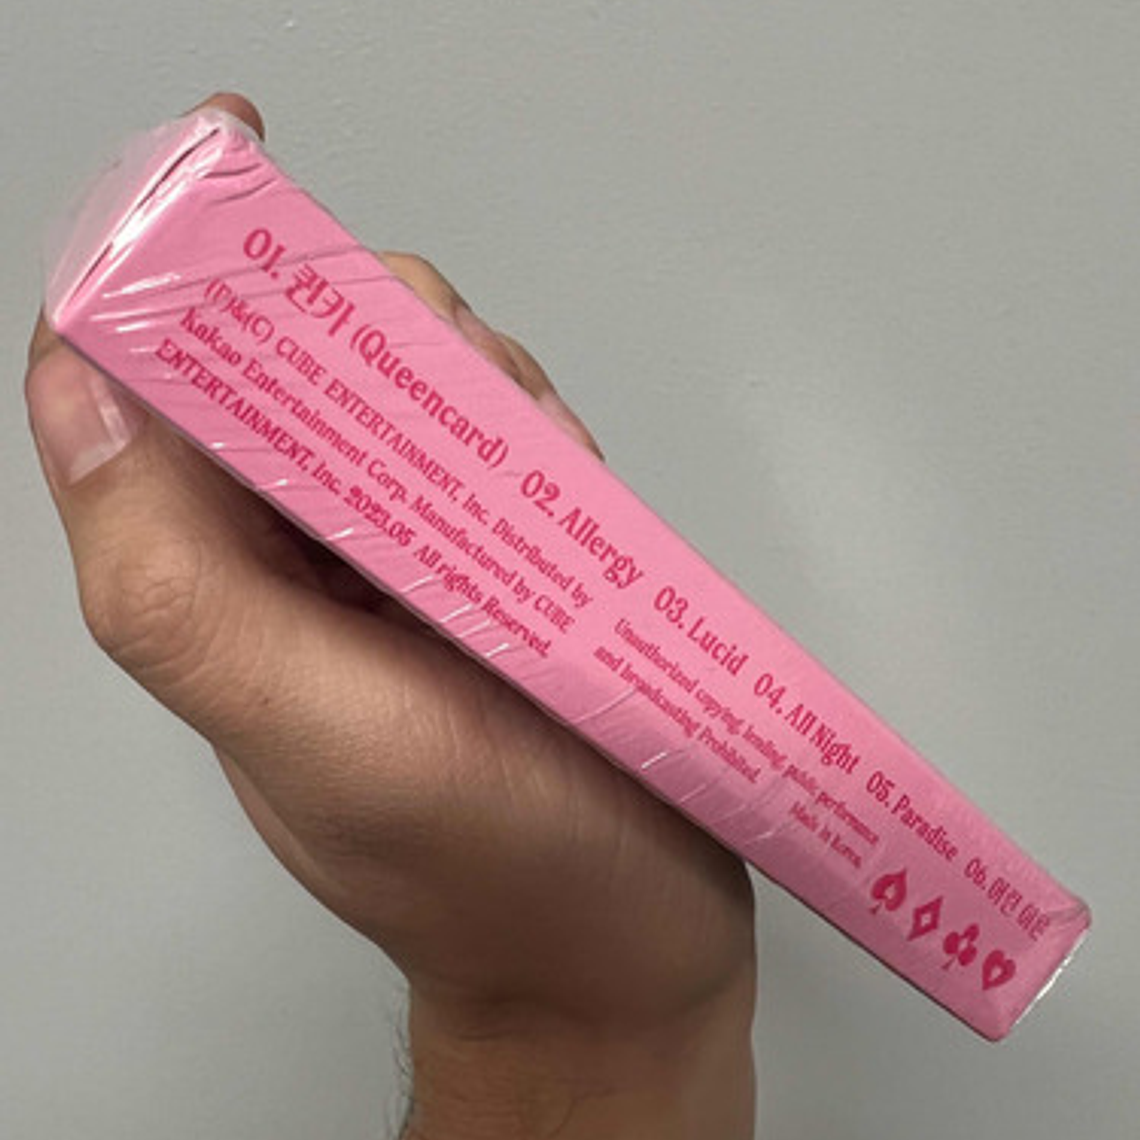 01. 퀸카 (Queencard) 02. Allergy 03. Lucid 04. All Night 05. Paradise 06. 어린 어른
(P)&(C) CUBE ENTERTAINMENT, Inc. Distributed by
Kakao Entertainment Corp. Manufactured by CUBE
ENTERTAINMENT, Inc. 2023.05 All rights Reserved.
Unauthorized copying, lending, public performance
and broadcasting Prohibited.
Made in Korea.